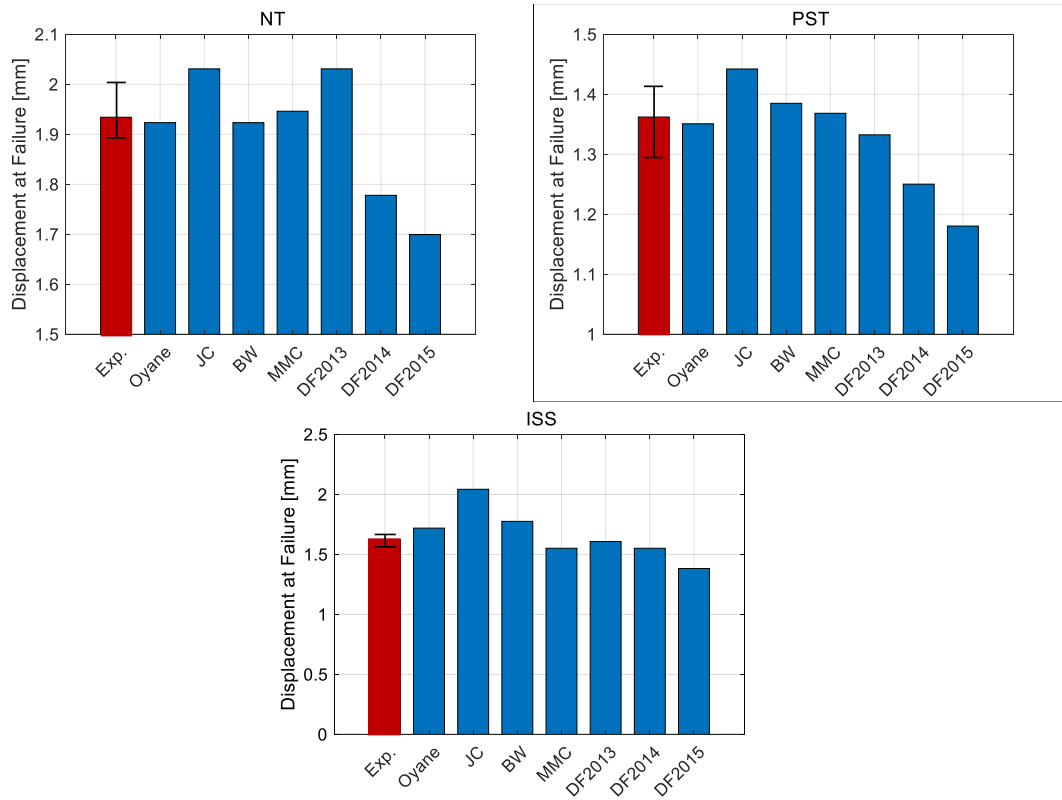 NT
Displacement at Failure [mm]
2.1
2
1.9
1.8
1.7
1.6
1.5
Exp.
Oyane
JC
BW
MMC
DF2013
DF2014
DF2015
PST
Displacement at Failure [mm]
1.5
1.4
1.3
1.2
1.1
1
Exp.
Oyane
JC
BW
MMC
DF2013
DF2014
DF2015
ISS
Displacement at Failure [mm]
2.5
2
1.5
1
0.5
0
Exp.
Oyane
JC
BW
MMC
DF2013
DF2014
DF2015